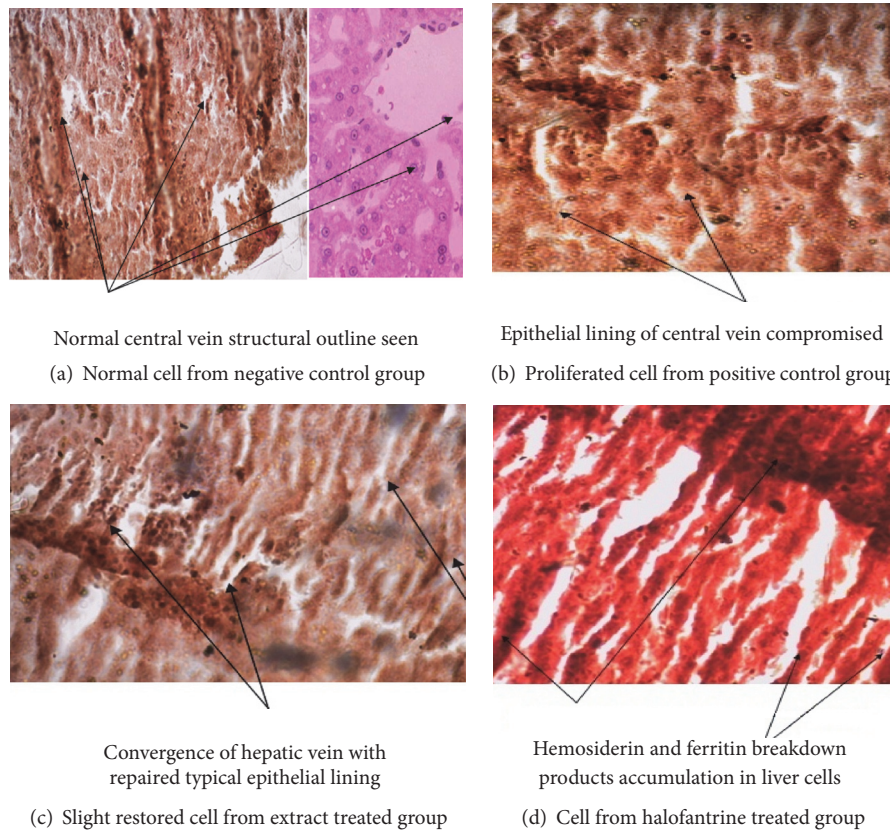 Normal central vein structural outline seen
(a) Normal cell from negative control group
Epithelial lining of central vein compromised
(b) Proliferated cell from positive control group
Convergence of hepatic vein with
repaired typical epithelial lining
(c) Slight restored cell from extract treated group
Hemosiderin and ferritin breakdown
products accumulation in liver cells
(d) Cell from halofantrine treated group